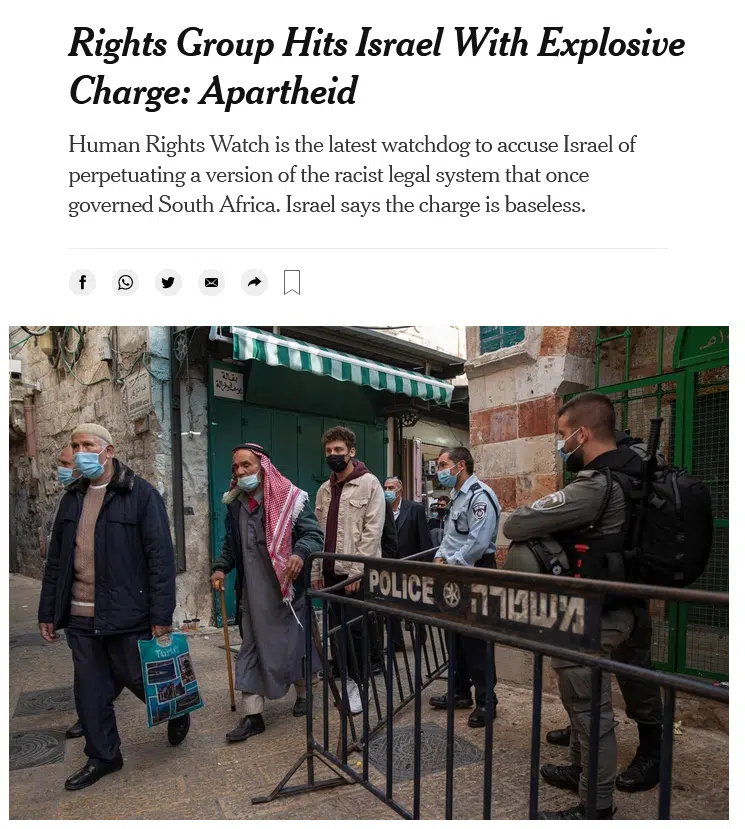 Rights Group Hits Israel With Explosive
Charge: Apartheid
Human Rights Watch is the latest watchdog to accuse Israel of
perpetuating a version of the racist legal system that once
governed South Africa. Israel says the charge is baseless.
POLICE משטרה